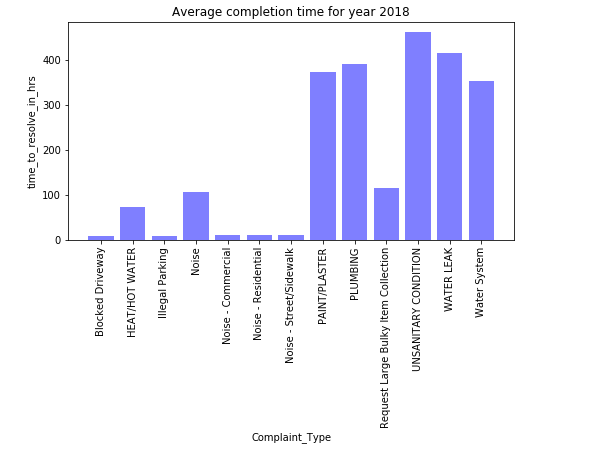 Average completion time for year 2018
time_to_resolve_in_hrs
400
300
200
100
0
Blocked Driveway
HEAT/HOT WATER
Illegal Parking
Noise
Noise - Commercial
Noise - Residential
Noise - Street/Sidewalk
PAINT/PLASTER
PLUMBING
Request Large Bulky Item Collection
UNSANITARY CONDITION
WATER LEAK
Water System
Complaint_Type